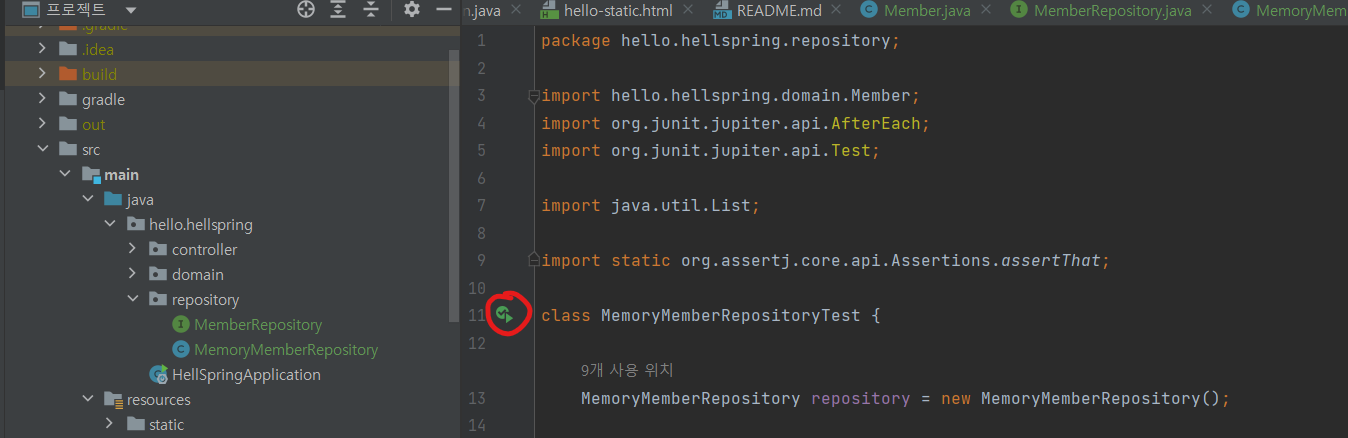 프로젝트
.gradle
.idea
build
gradle
out
src
main
java
hello.hellspring
controller
domain
repository
MemberRepository
MemoryMemberRepository
HellSpringApplication
resources
static
n.java
hello-static.html
README.md
Member.java
MemberRepository.java
MemoryMem
1 package hello.hellspring.repository;
2
3 import hello.hellspring.domain.Member;
4 import org.junit.jupiter.api.AfterEach;
5 import org.junit.jupiter.api.Test;
6
7 import java.util.List;
8
9 import static org.assertj.core.api.Assertions.assertThat;
10
11 class MemoryMemberRepositoryTest {
12
9개 사용 위치
13 MemoryMemberRepository repository = new MemoryMemberRepository();
14